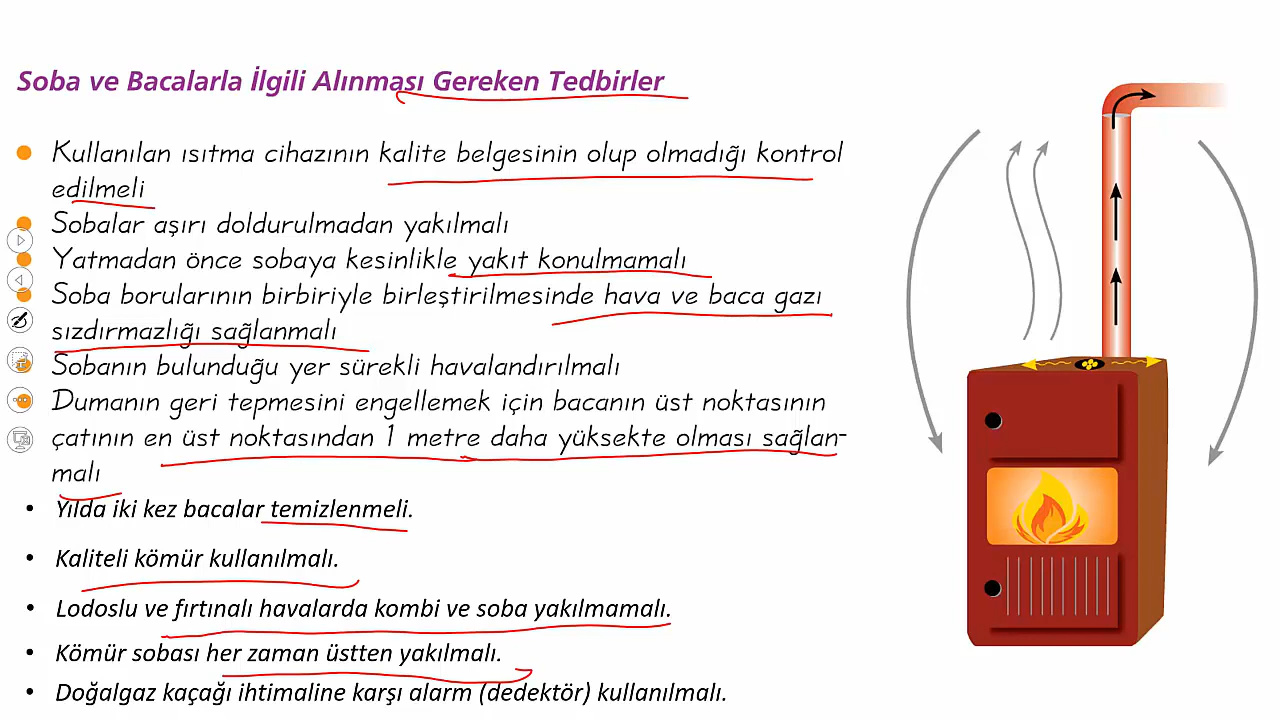 Soba ve Bacalarla İlgili Alınması Gereken Tedbirler
Kullanılan ısıtma cihazının kalite belgesinin olup olmadığı kontrol
edilmeli
Sobalar aşırı doldurulmadan yakılmalı
Yatmadan önce sobaya kesinlikle yakıt konulmamalı
Soba borularının birbiriyle birleştirilmesinde hava ve baca gazı
sızdırmazlığı sağlanmalı
Sobanın bulunduğu yer sürekli havalandırılmalı
Dumanın geri tepmesini engellemek için bacanın üst noktasının
çatının en üst noktasından 1 metre daha yüksekte olması sağlan-
malı
• Yılda iki kez bacalar temizlenmeli.
• Kaliteli kömür kullanılmalı.
• Lodoslu ve fırtınalı havalarda kombi ve soba yakılmamalı.
• Kömür sobası her zaman üstten yakılmalı.
• Doğalgaz kaçağı ihtimaline karşı alarm (dedektör) kullanılmalı.